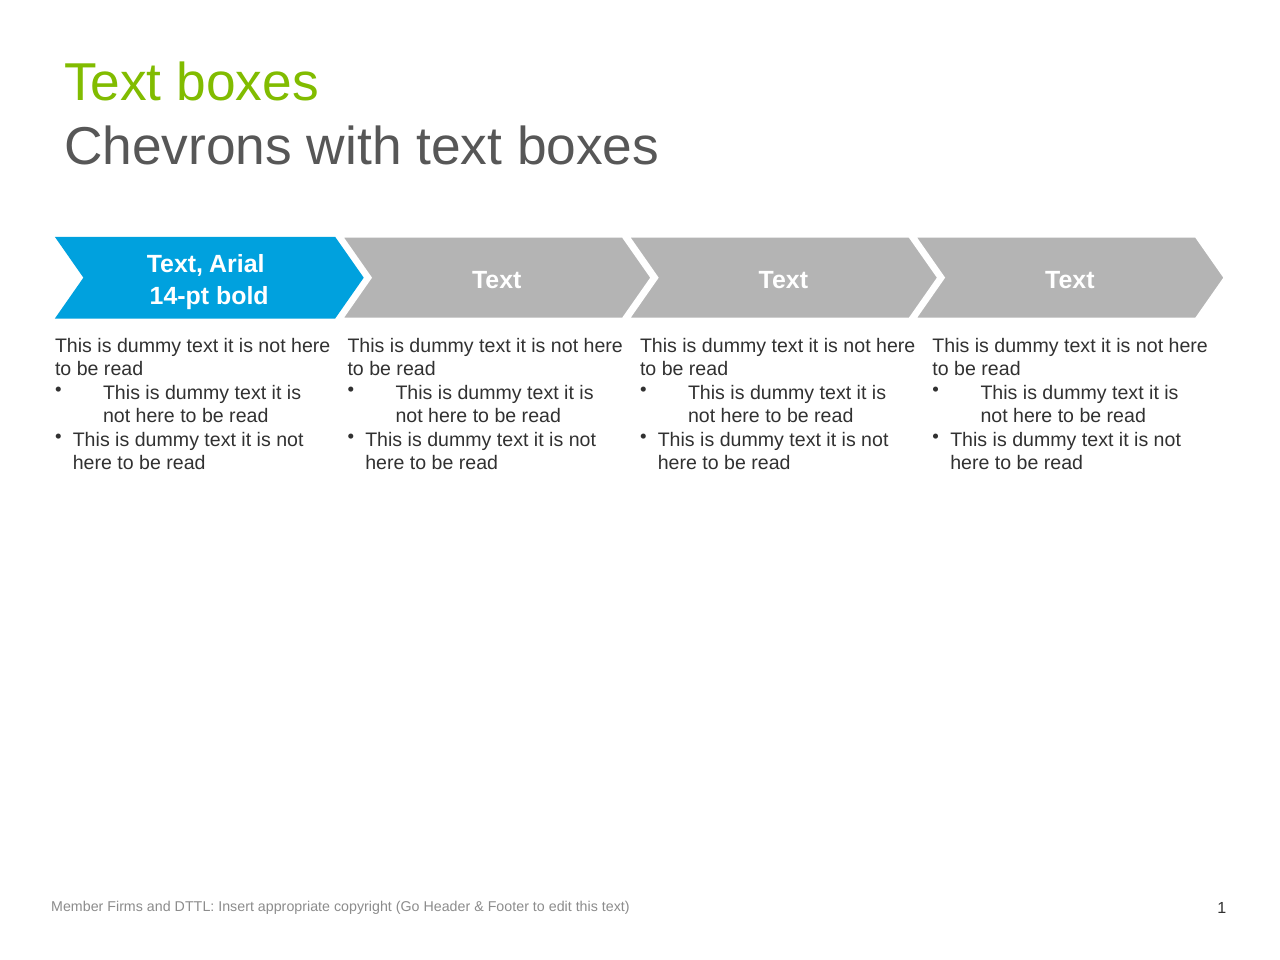 Text boxes
Chevrons with text boxes
Text, Arial
14-pt bold
Text
Text
Text
This is dummy text it is not here
to be read
• This is dummy text it is
not here to be read
• This is dummy text it is not
here to be read
This is dummy text it is not here
to be read
• This is dummy text it is
not here to be read
• This is dummy text it is not
here to be read
This is dummy text it is not here
to be read
• This is dummy text it is
not here to be read
• This is dummy text it is not
here to be read
This is dummy text it is not here
to be read
• This is dummy text it is
not here to be read
• This is dummy text it is not
here to be read
Member Firms and DTTL: Insert appropriate copyright (Go Header & Footer to edit this text)
1